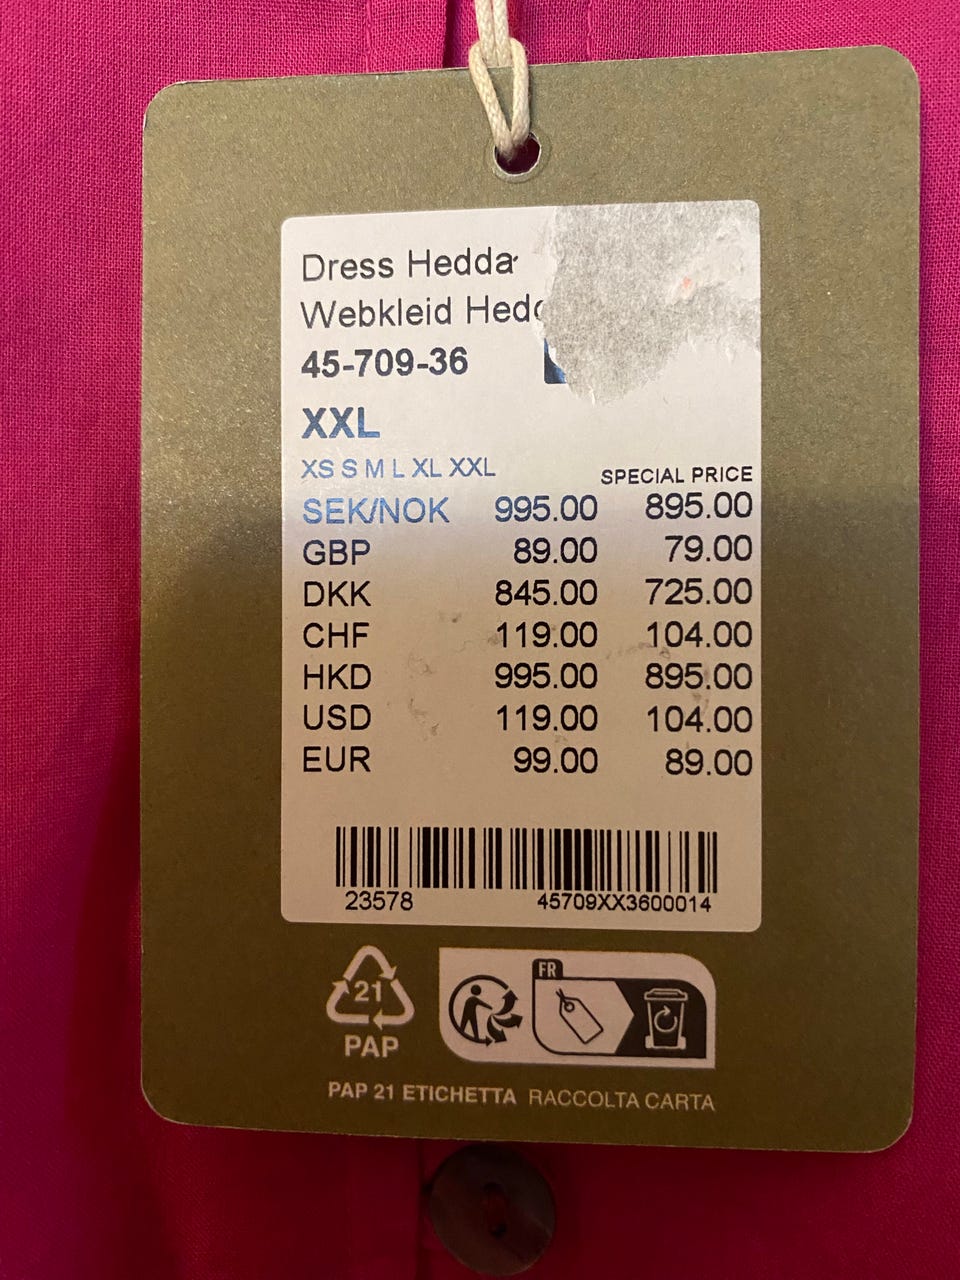 Dress Hedda
Webkleid
45-709-36
XXL
XS S M L XL XXL
SPECIAL PRICE
SEK/NOK 995.00 895.00
GBP 89.00 79.00
DKK 845.00 725.00
CHF 119.00 104.00
HKD 995.00 895.00
USD 119.00 104.00
EUR 99.00 89.00
23578 45709XX3600014
21
PAP
FR
PAP 21 ETICHETTA RACCOLTA CARTA